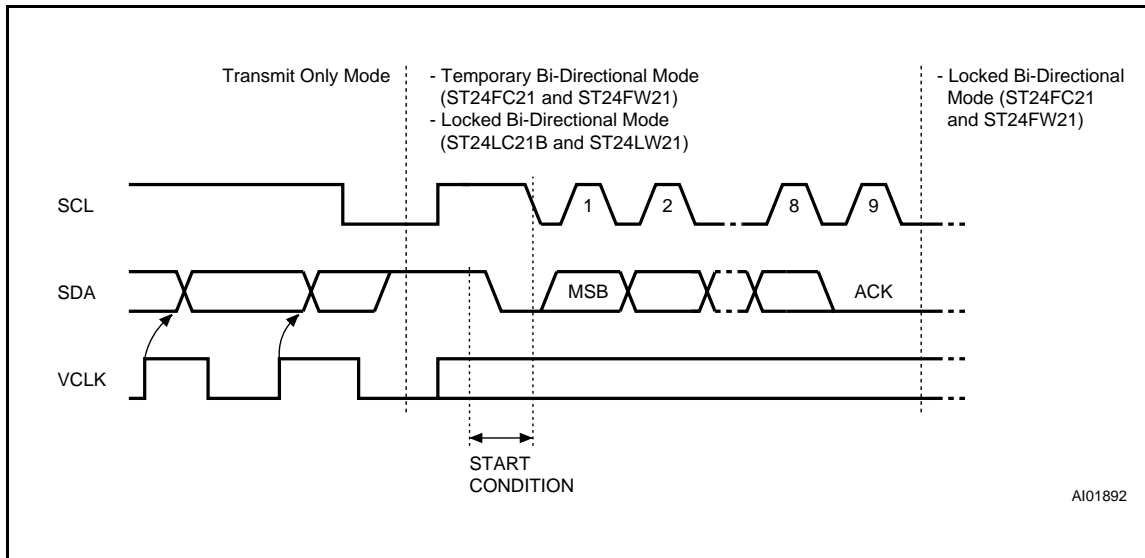 Transmit Only Mode
- Temporary Bi-Directional Mode
(ST24FC21 and ST24FW21)
- Locked Bi-Directional Mode
(ST24LC21B and ST24LW21)
- Locked Bi-Directional
Mode (ST24FC21
and ST24FW21)
SCL
1
2
8
9
SDA
MSB
ACK
VCLK
START
CONDITION
AI01892